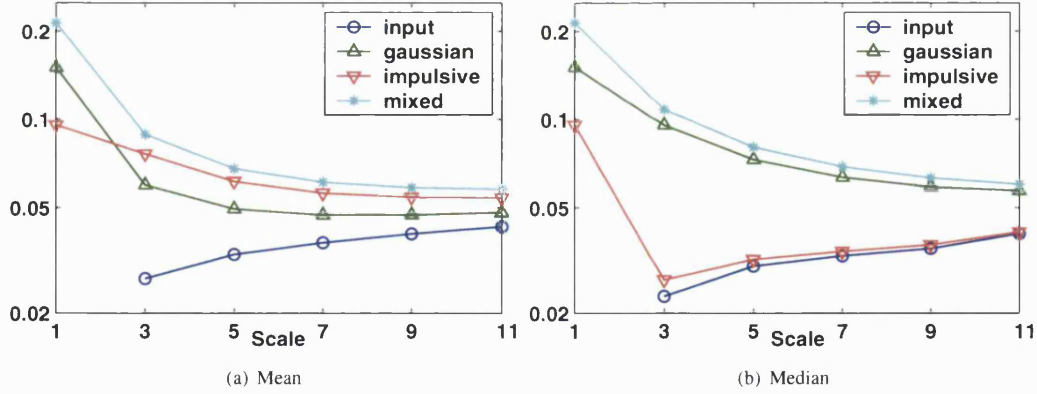 0.2
0.1
0.05
0.02
input
gaussian
impulsive
mixed
1 3 5 7 9 11
Scale
(a) Mean
0.2
0.1
0.05
0.02
input
gaussian
impulsive
mixed
1 3 5 7 9 11
Scale
(b) Median